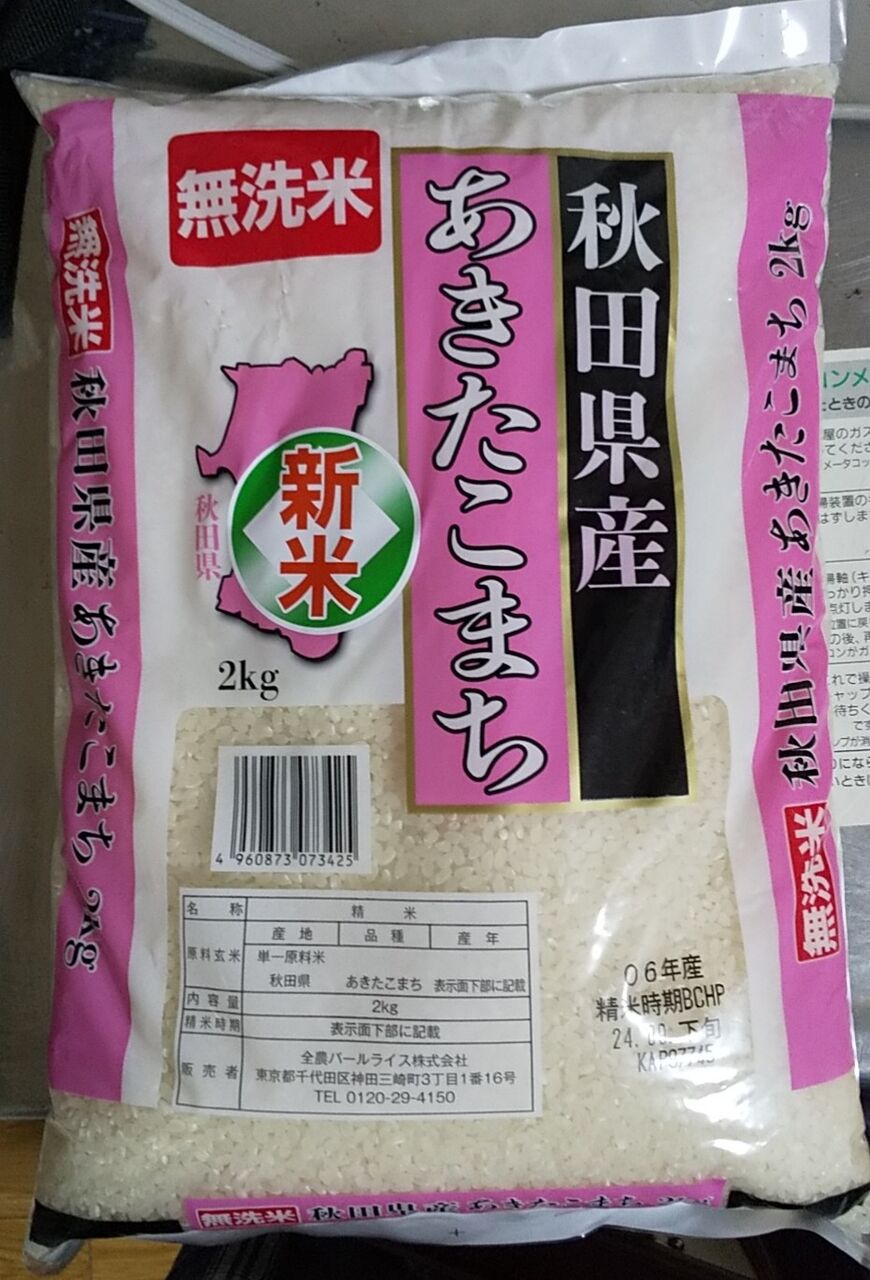 無洗米
秋田県産
あきたこまち
新米
秋田県
2kg
無洗米 秋田県産 あきたこまち 2kg
秋田県産 あきたこまち 2kg
無洗米
4 960873 073425
名称 精米
原料玄米 産地 品種 産年
単一原料米
秋田県 あきたこまち 表示面下部に記載
内容量 2kg
精米時期 表示面下部に記載
販売者 全農パールライス株式会社
東京都千代田区神田三崎町3丁目1番16号
TEL 0120-29-4150
06年産
精米時期BCHP
24.09.下旬
KAP07745
無洗米 秋田県産 あきたこまち